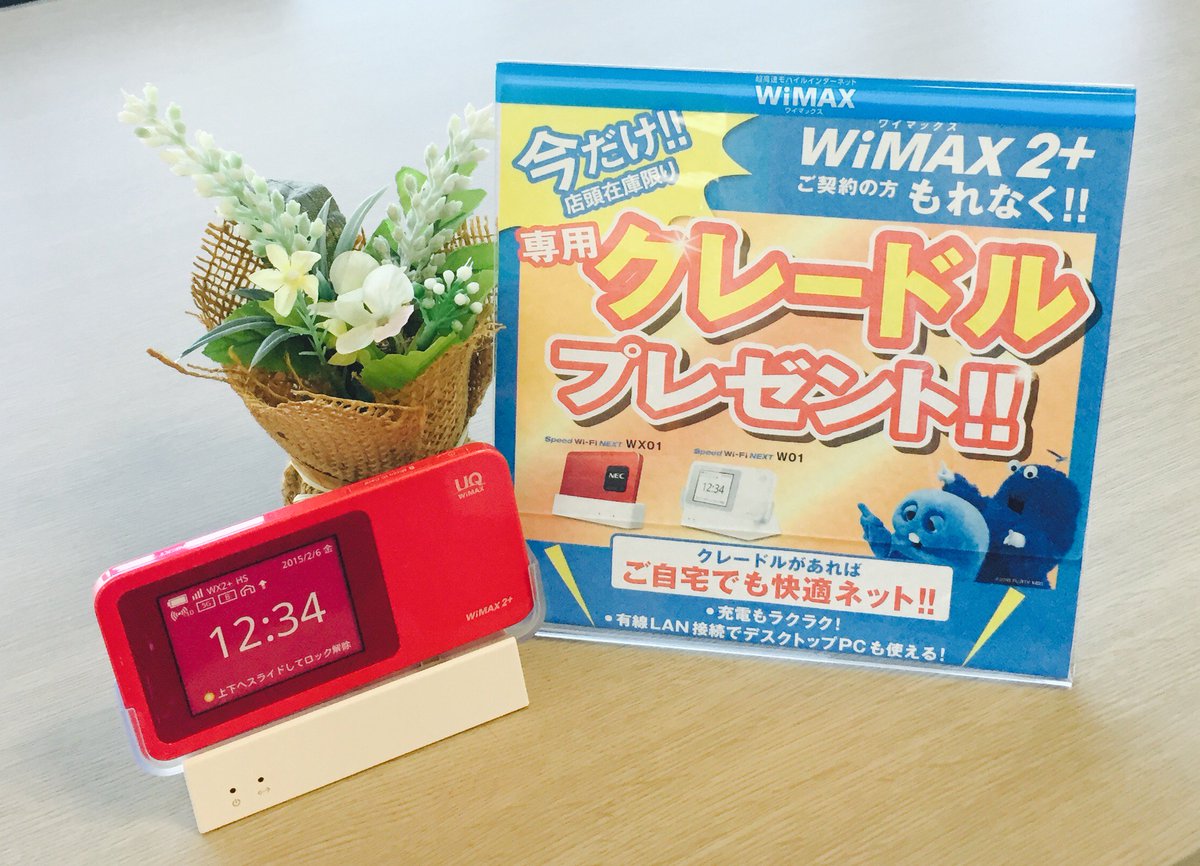 超高速モバイルインターネット
WiMAX
ワイマックス
今だけ!!
店頭在庫限り
ワイマックス
WiMAX 2+
ご契約の方 もれなく!!
専用 クレードル
プレゼント!!
Speed Wi-Fi NEXT WX01
Speed Wi-Fi NEXT W01
NEC
12:34
クレードルがあれば
ご自宅でも快適ネット!!
•充電もラクラク!
•有線LAN接続でデスクトップPCも使える!
UQ
WiMAX
2015/2/6 金
WX2+ HS
12:34
上下へスライドしてロック解除
WiMAX 2+